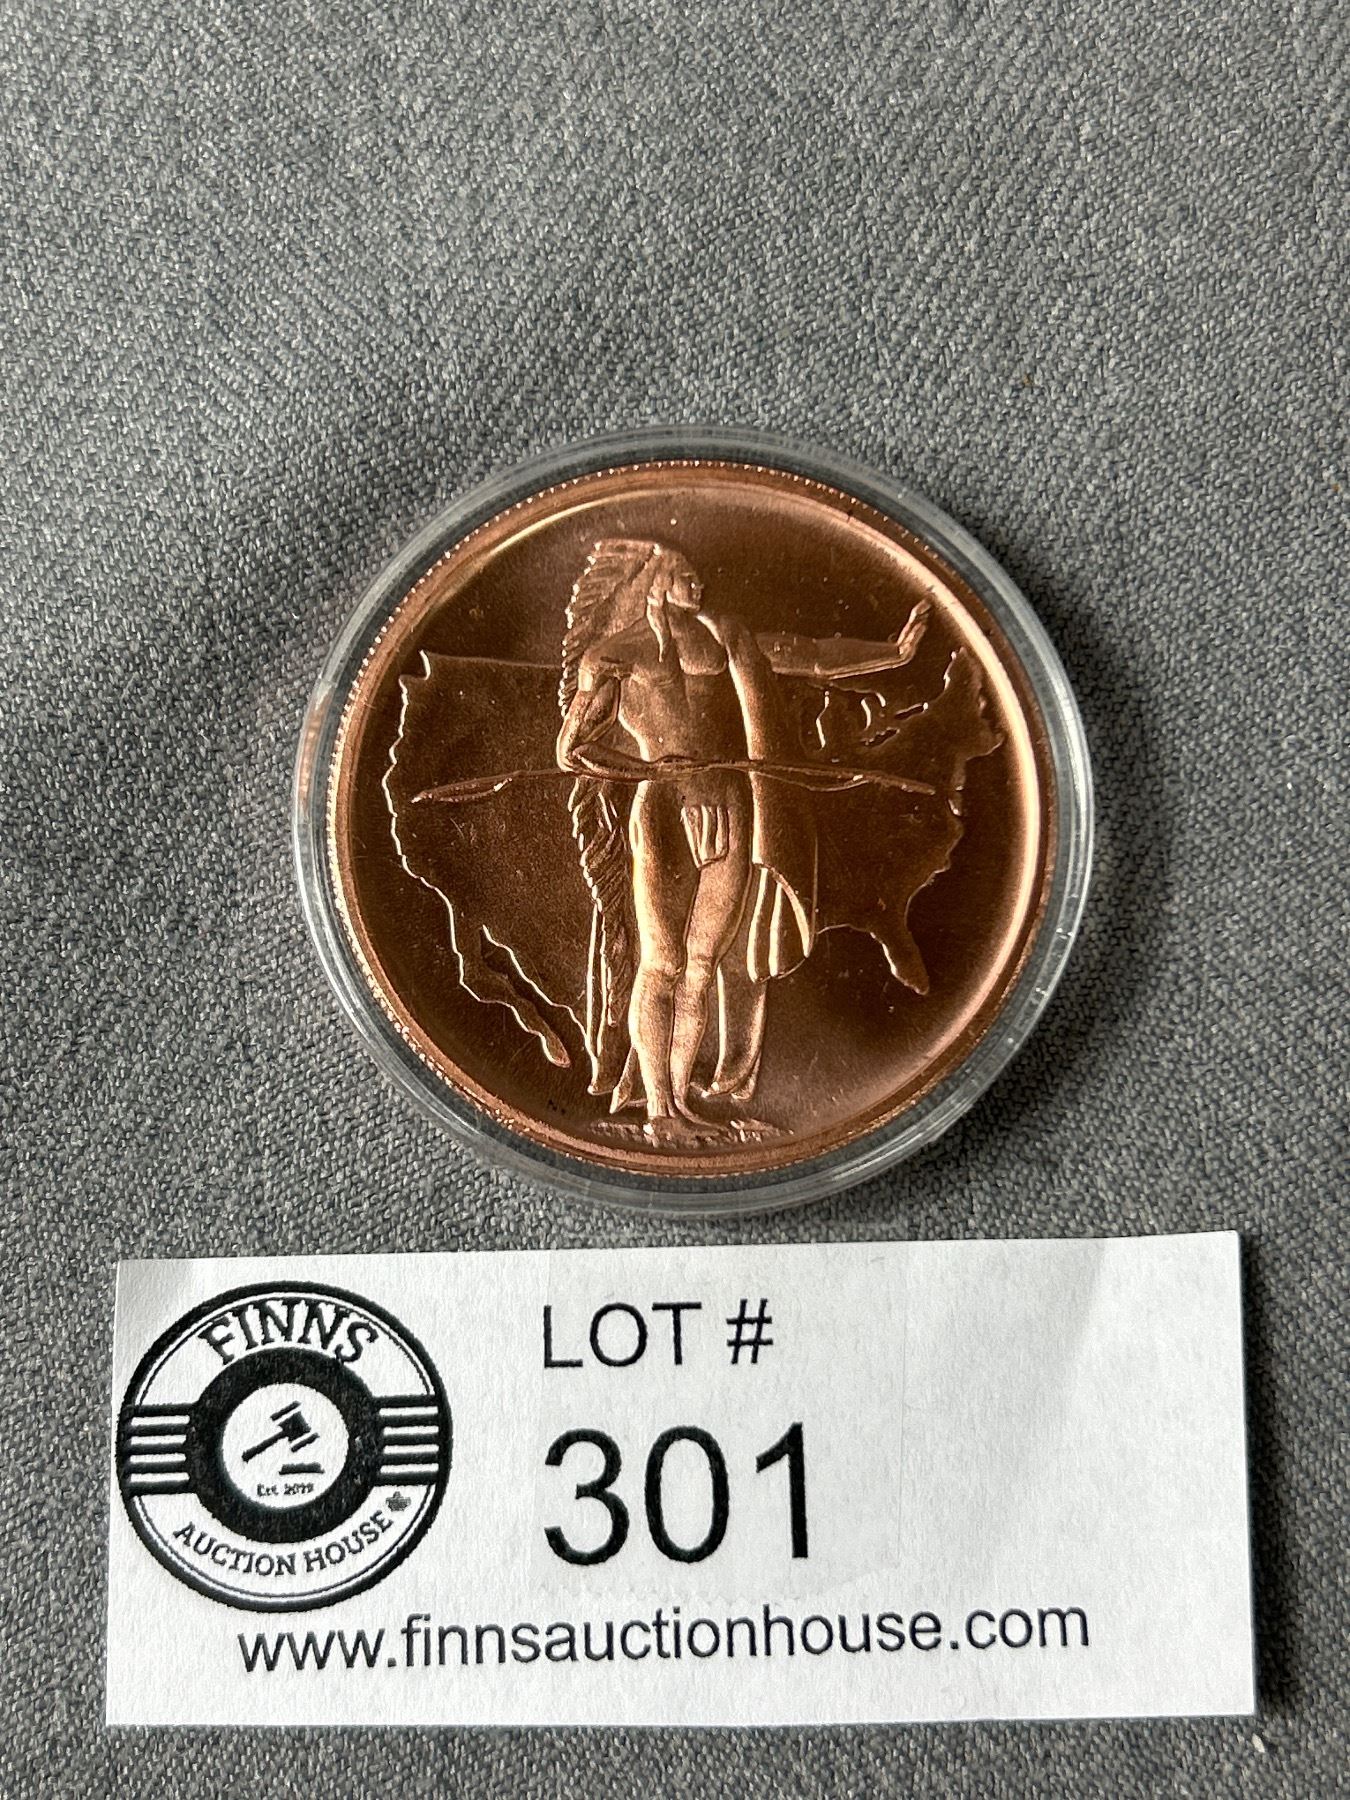 FINNS
Est. 2019
AUCTION HOUSE
LOT #
301
www.finnsauctionhouse.com